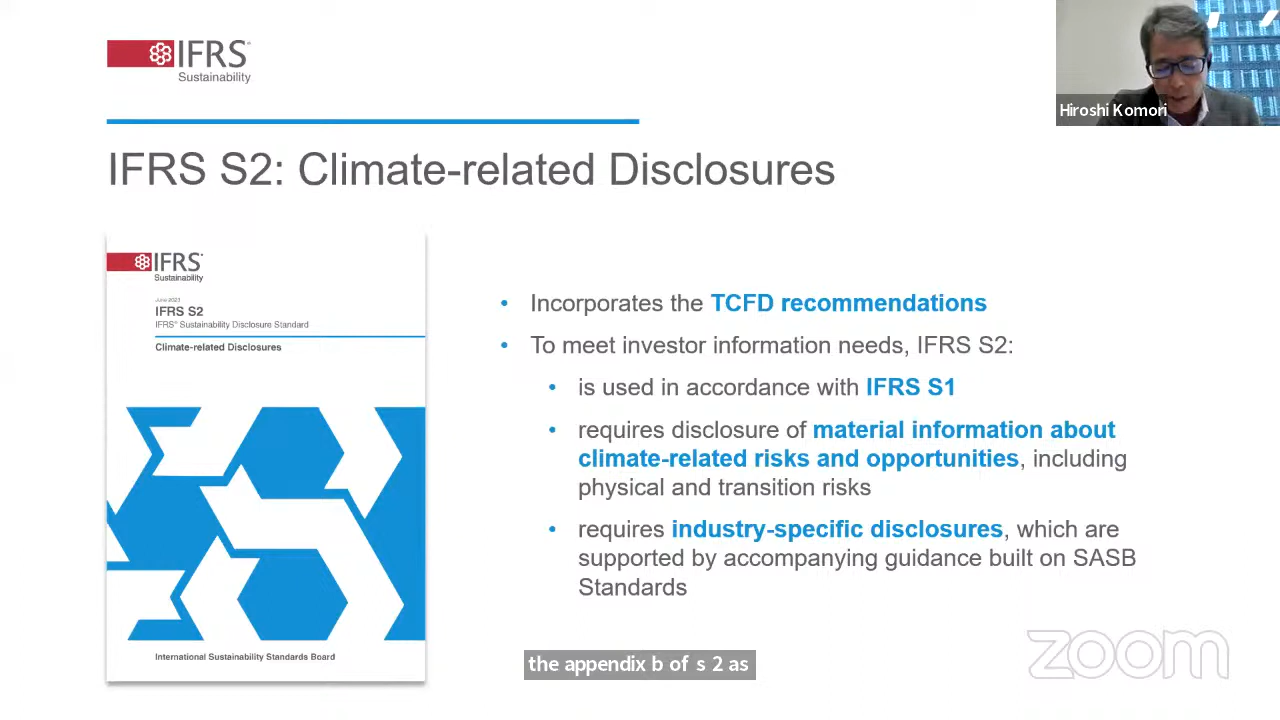 IFRS
Sustainability
Hiroshi Komori
IFRS S2: Climate-related Disclosures
IFRS
Sustainability
June 2023
IFRS S2
IFRS® Sustainability Disclosure Standard
Climate-related Disclosures
International Sustainability Standards Board
• Incorporates the TCFD recommendations
• To meet investor information needs, IFRS S2:
• is used in accordance with IFRS S1
• requires disclosure of material information about
climate-related risks and opportunities, including
physical and transition risks
• requires industry-specific disclosures, which are
supported by accompanying guidance built on SASB
Standards
the appendix b of s 2 as
zoom